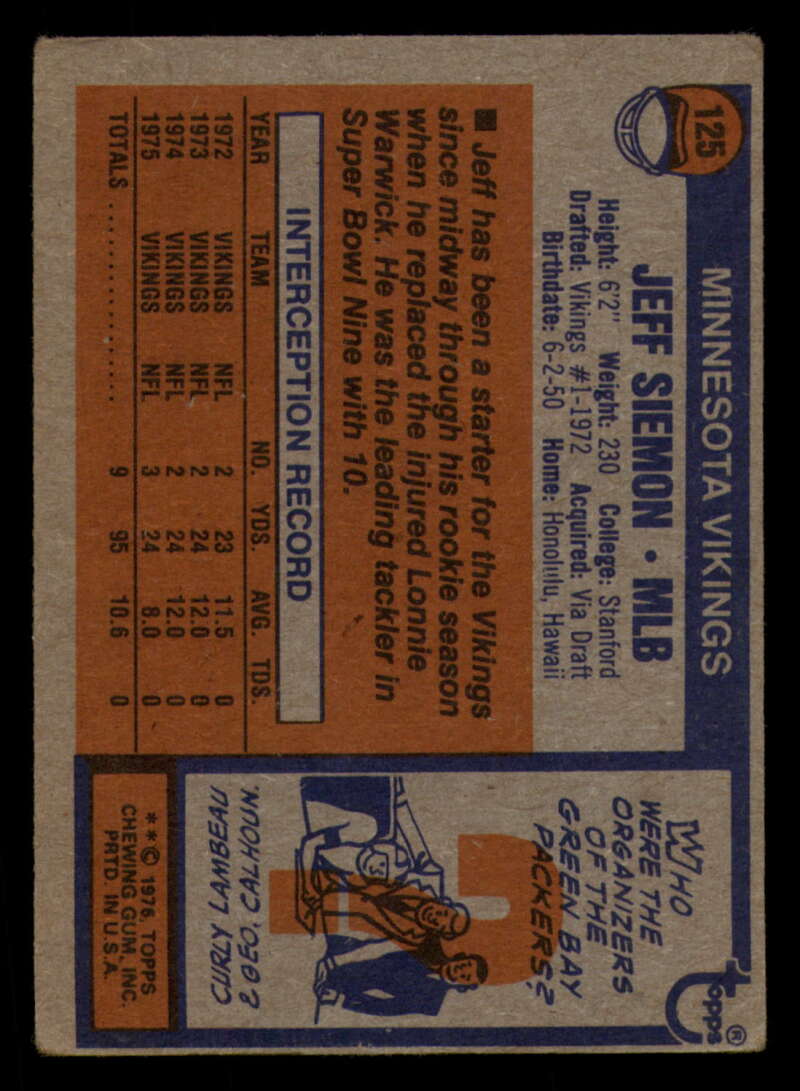 125
MINNESOTA VIKINGS
JEFF SIEMON • MLB
Height: 6'2" Weight: 230 College: Stanford
Drafted: Vikings #1-1972 Acquired: Via Draft
Birthdate: 6-2-50 Home: Honolulu, Hawaii
■ Jeff has been a starter for the Vikings
since midway through his rookie season
when he replaced the injured Lonnie
Warwick. He was the leading tackler in
Super Bowl Nine with 10.
INTERCEPTION RECORD
YEAR TEAM NO. YDS. AVG. TDS.
1972 VIKINGS NFL 2 23 11.5 0
1973 VIKINGS NFL 2 24 12.0 0
1974 VIKINGS NFL 2 24 12.0 0
1975 VIKINGS NFL 3 24 8.0 0
TOTALS ................ 9 95 10.6 0
topps®
WHO
WERE THE
ORGANIZERS
OF THE
GREEN BAY
PACKERS?
?
CURLY LAMBEAU
& GEO. CALHOUN.
**© 1976, TOPPS
CHEWING GUM, INC.
PRTD. IN U.S.A.